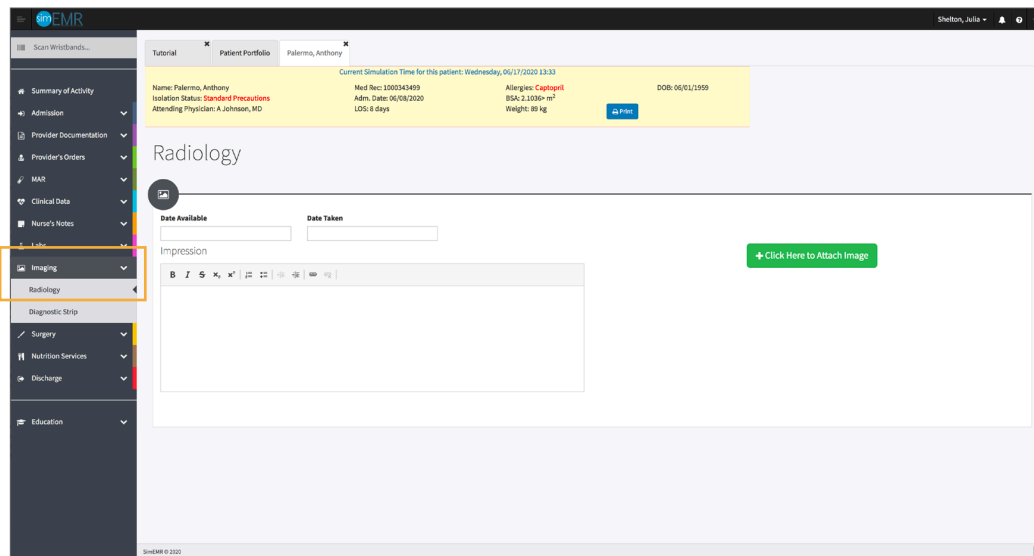 simEMR
Shelton, Julia
Scan Wristbands...
Tutorial
Patient Portfolio
Palermo, Anthony
Current Simulation Time for this patient: Wednesday, 06/17/2020 13:33
Name: Palermo, Anthony Med Rec: 1000343499 Allergies: Captopril DOB: 06/01/1959
Isolation Status: Standard Precautions Adm. Date: 06/08/2020 BSA: 2.1036> m²
Attending Physician: A Johnson, MD LOS: 8 days Weight: 89 kg Print
Summary of Activity
Admission
Provider Documentation
Provider's Orders
MAR
Clinical Data
Nurse's Notes
Labs
Imaging
Radiology
Diagnostic Strip
Surgery
Nutrition Services
Discharge
Education
Radiology
Date Available Date Taken
Impression
B I S x₂ x²
+ Click Here to Attach Image
SimEMR © 2020